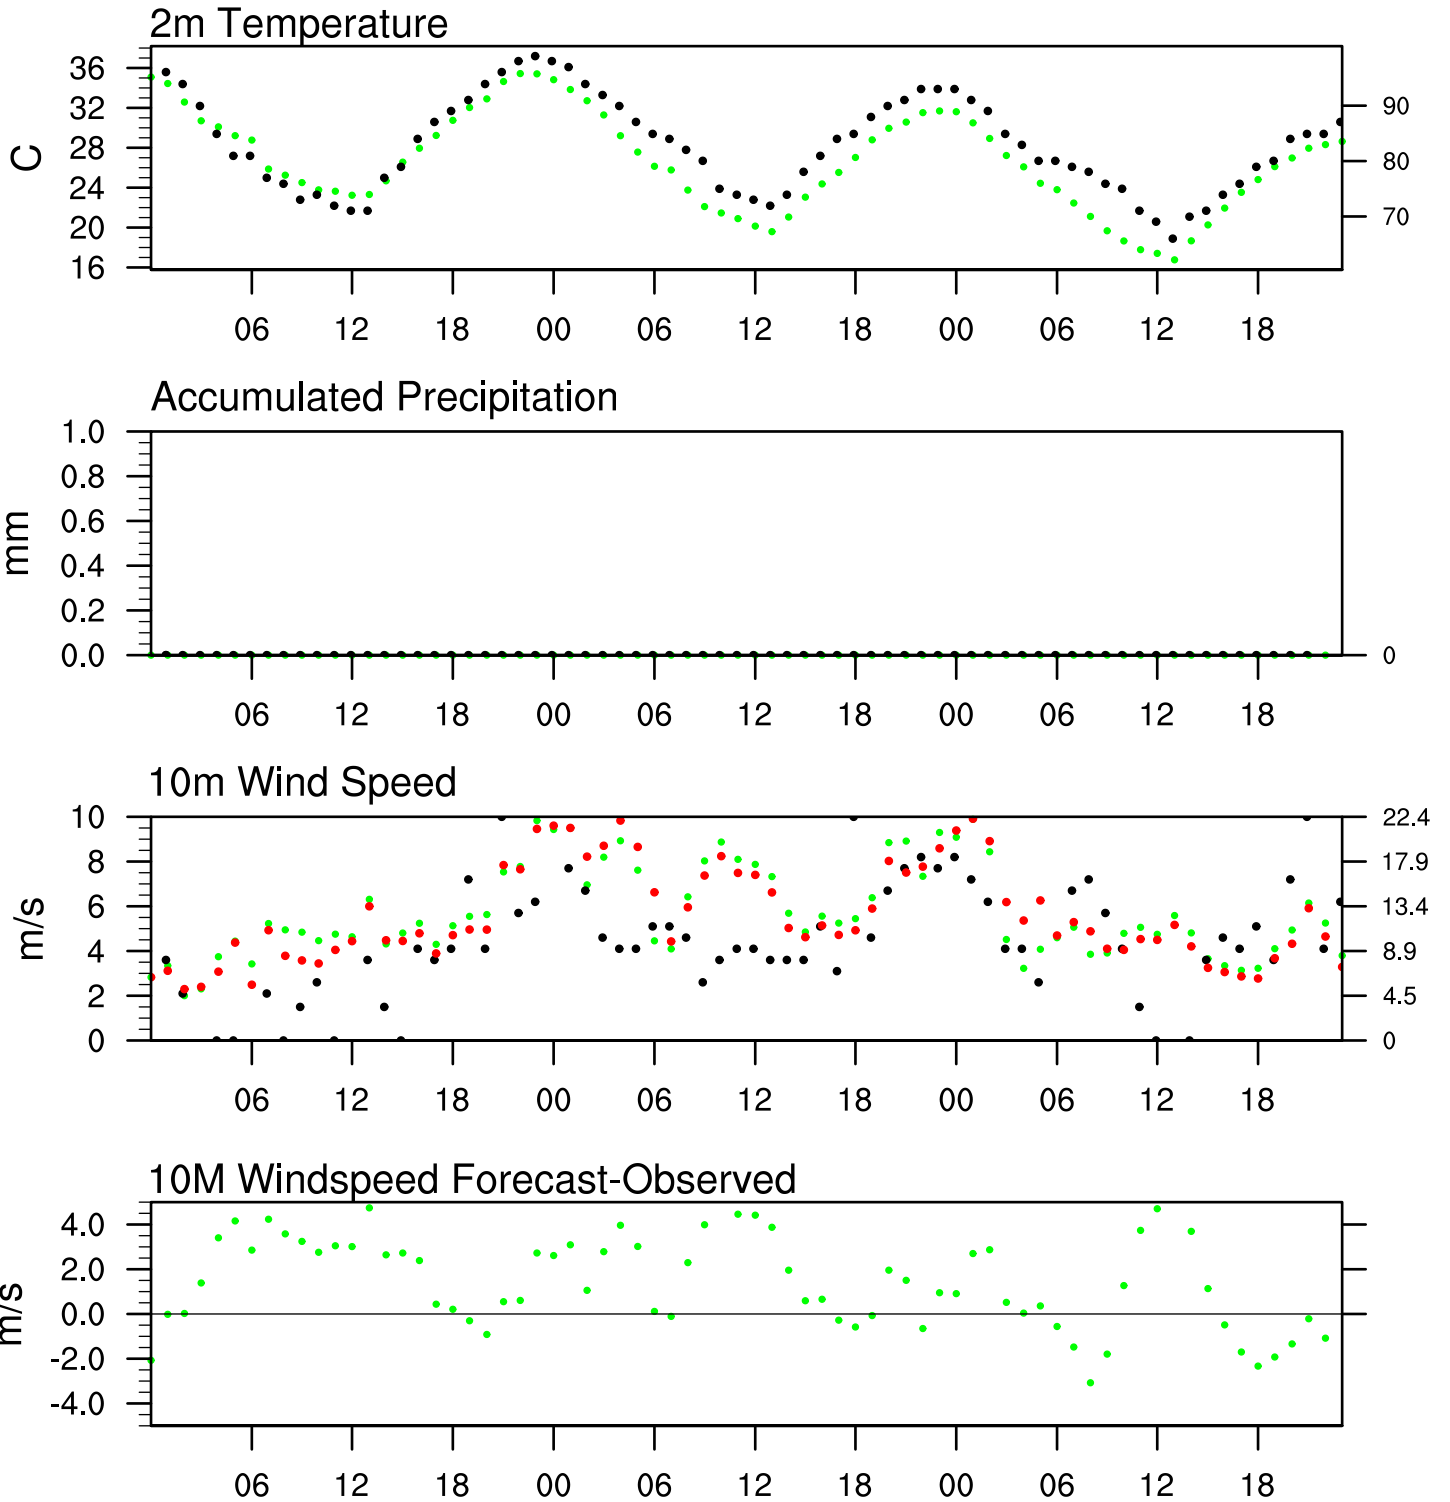 2m Temperature
36
32
28
24
20
16
C
90
80
70
06 12 18 00 06 12 18 00 06 12 18
Accumulated Precipitation
1.0
0.8
0.6
0.4
0.2
0.0
mm
0
06 12 18 00 06 12 18 00 06 12 18
10m Wind Speed
10
8
6
4
2
0
m/s
22.4
17.9
13.4
8.9
4.5
0
06 12 18 00 06 12 18 00 06 12 18
10M Windspeed Forecast-Observed
4.0
2.0
0.0
-2.0
-4.0
m/s
06 12 18 00 06 12 18 00 06 12 18